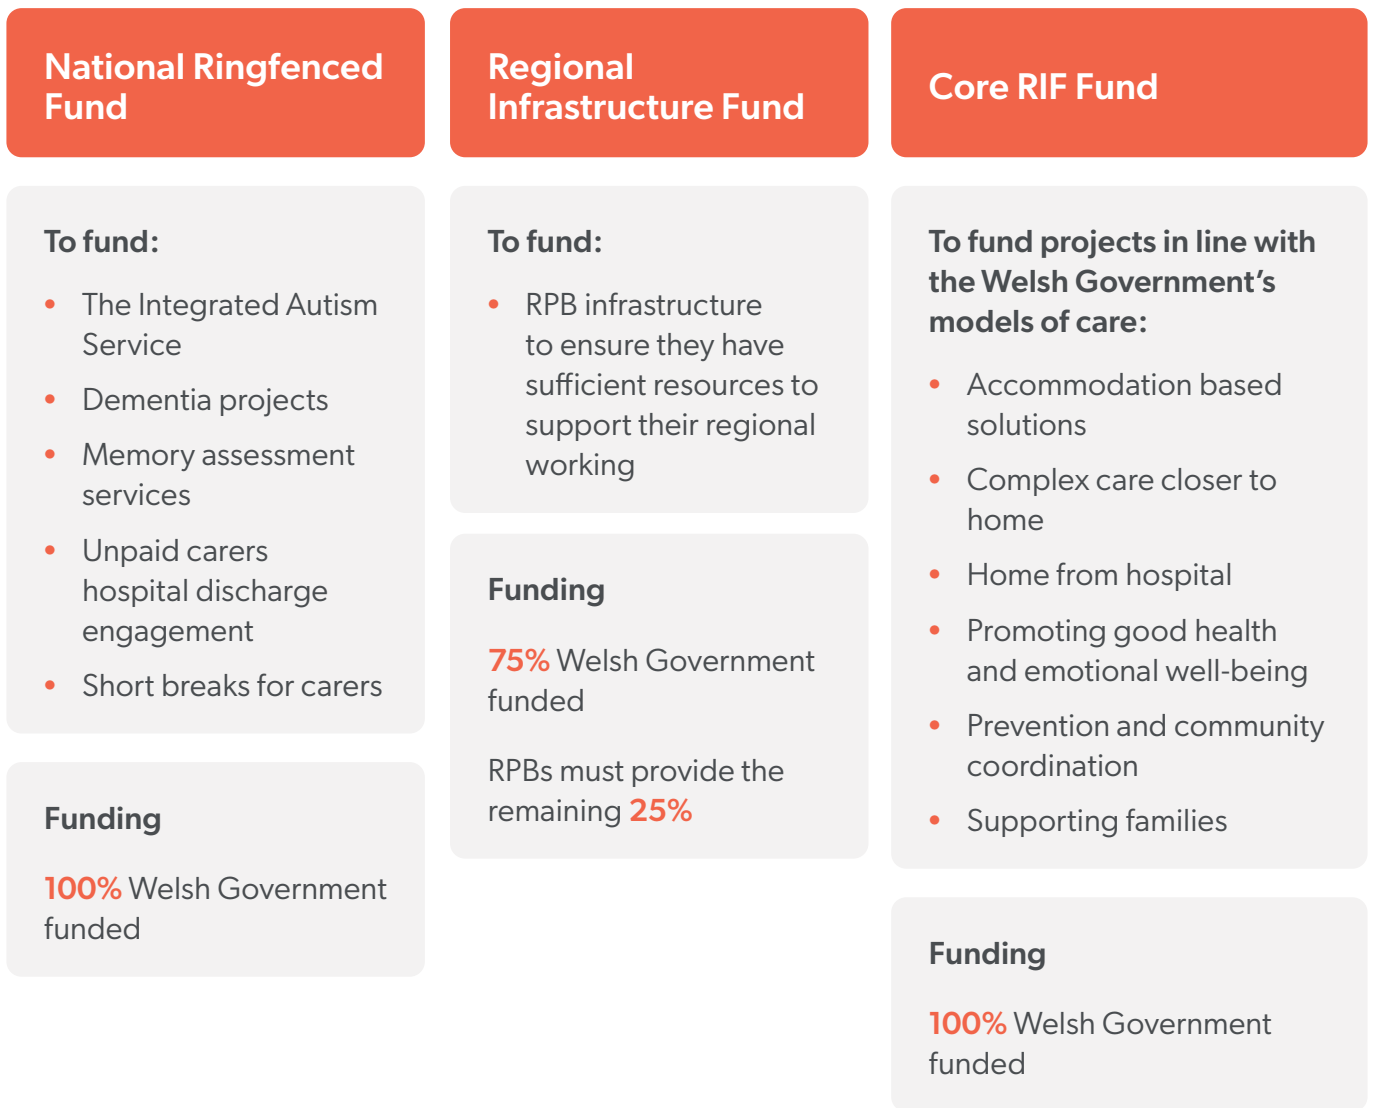 National Ringfenced
Fund
To fund:
• The Integrated Autism
Service
• Dementia projects
• Memory assessment
services
• Unpaid carers
hospital discharge
engagement
• Short breaks for carers
Funding
100% Welsh Government
funded
Regional
Infrastructure Fund
To fund:
• RPB infrastructure
to ensure they have
sufficient resources to
support their regional
working
Funding
75% Welsh Government
funded
RPBs must provide the
remaining 25%
Core RIF Fund
To fund projects in line with
the Welsh Government’s
models of care:
• Accommodation based
solutions
• Complex care closer to
home
• Home from hospital
• Promoting good health
and emotional well-being
• Prevention and community
coordination
• Supporting families
Funding
100% Welsh Government
funded